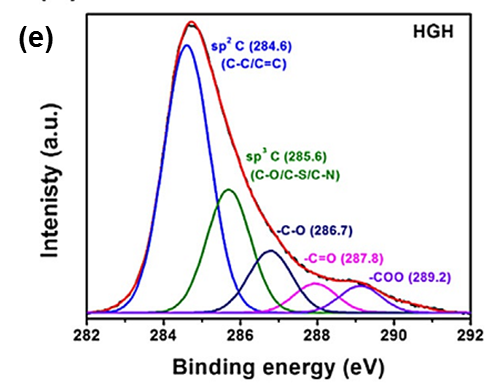 (e)
HGH
sp² C (284.6)
(C-C/C=C)
sp³ C (285.6)
(C-O/C-S/C-N)
-C-O (286.7)
-C=O (287.8)
-COO (289.2)
Intenisty (a.u.)
282 284 286 288 290 292
Binding energy (eV)